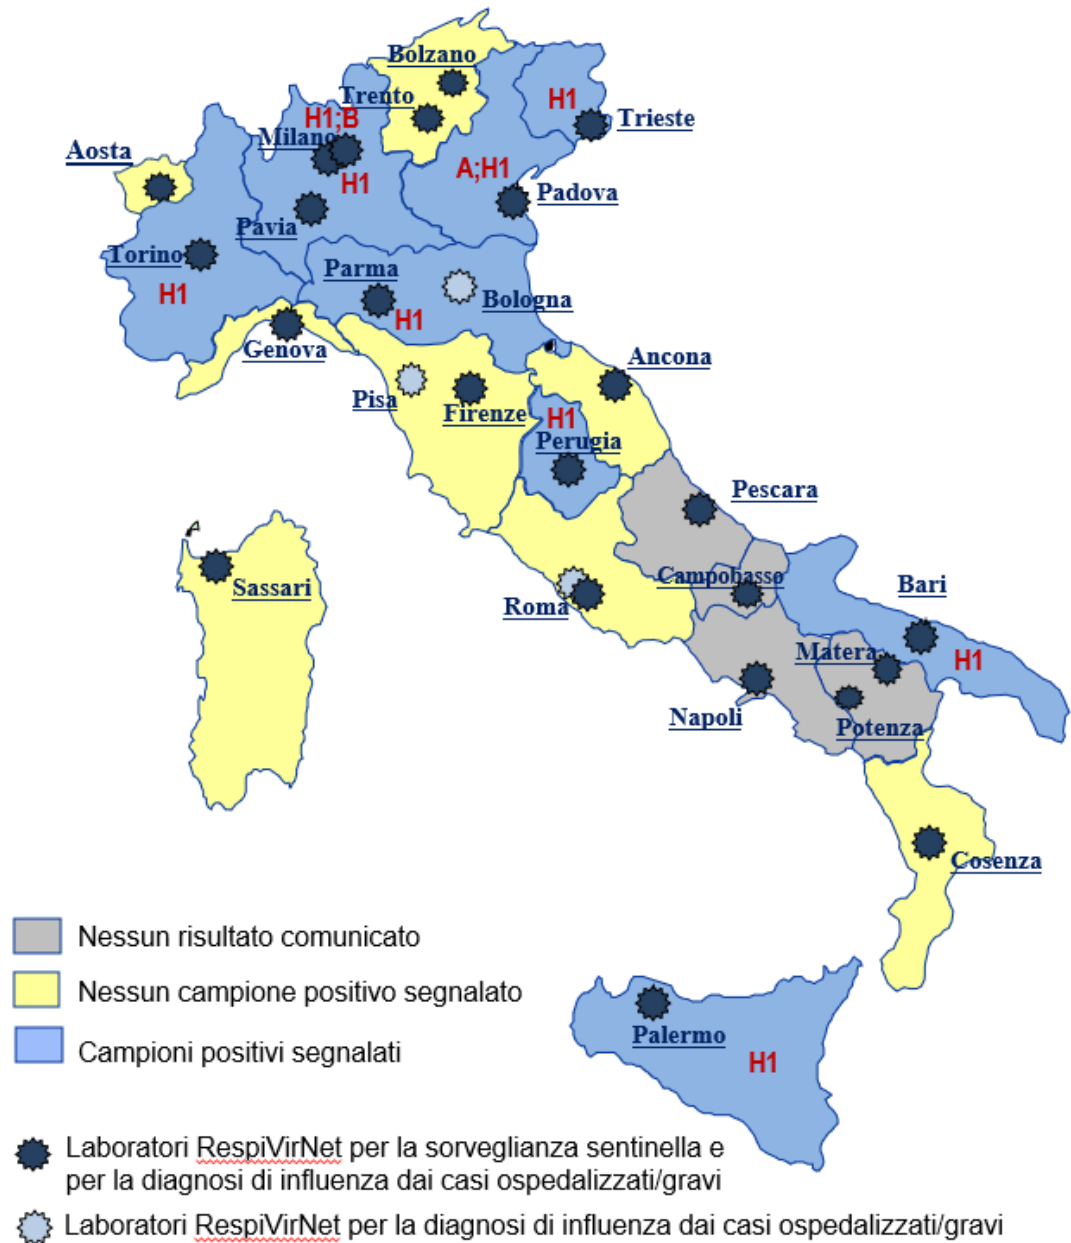 Bolzano
Trento
H1
Trieste
H1;B
Milano
Aosta
H1
A;H1
Padova
Pavia
Torino
Parma
H1
Bologna
H1
Genova
Ancona
Pisa
Firenze
H1
Perugia
Pescara
Sassari
Campobasso
Bari
Roma
Matera
H1
Napoli
Potenza
Cosenza
Nessun risultato comunicato
Nessun campione positivo segnalato
Palermo
Campioni positivi segnalati
H1
Laboratori RespiVirNet per la sorveglianza sentinella e
per la diagnosi di influenza dai casi ospedalizzati/gravi
Laboratori RespiVirNet per la diagnosi di influenza dai casi ospedalizzati/gravi